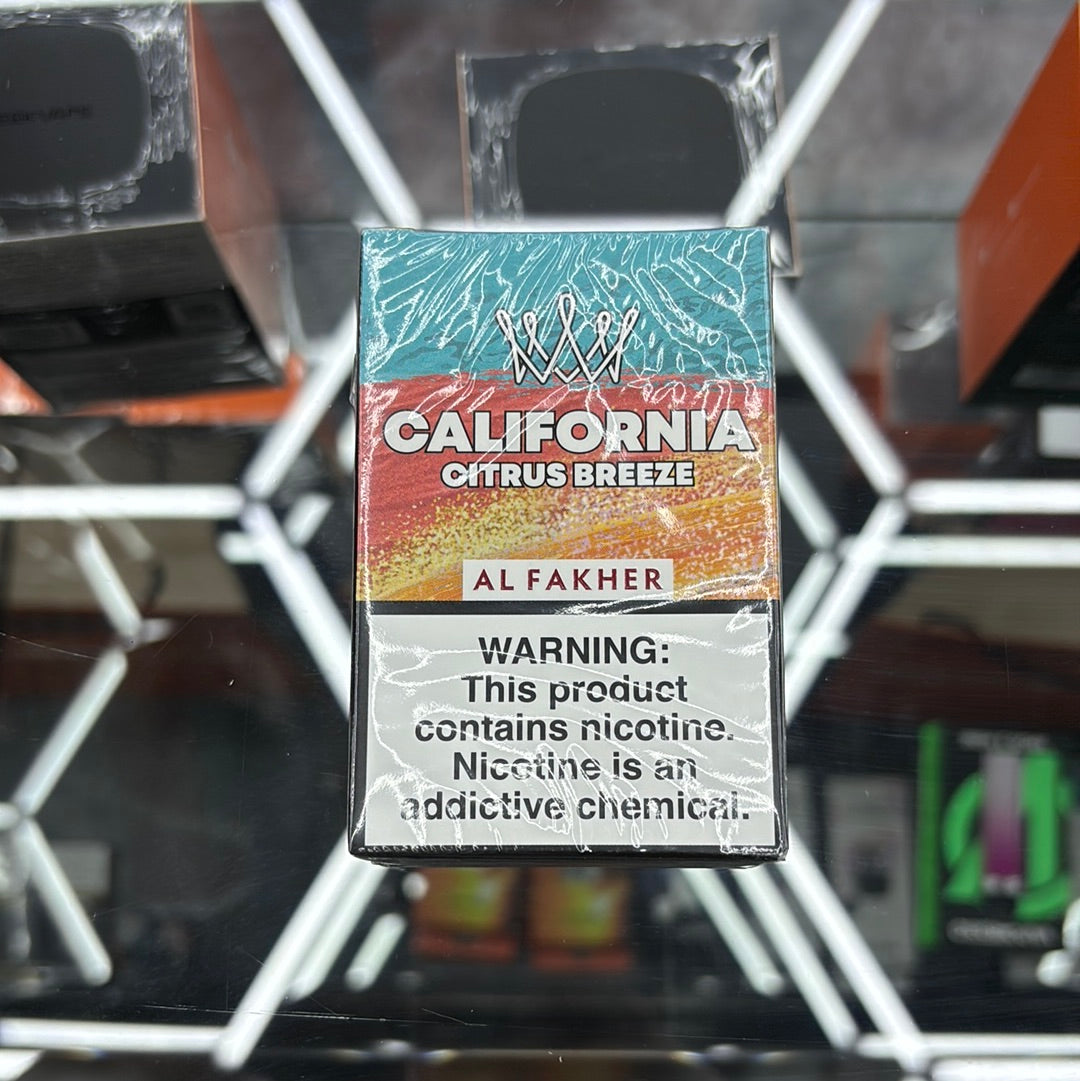 CALIFORNIA
CITRUS BREEZE
AL FAKHER
WARNING:
This product
contains nicotine.
Nicotine is an
addictive chemical.